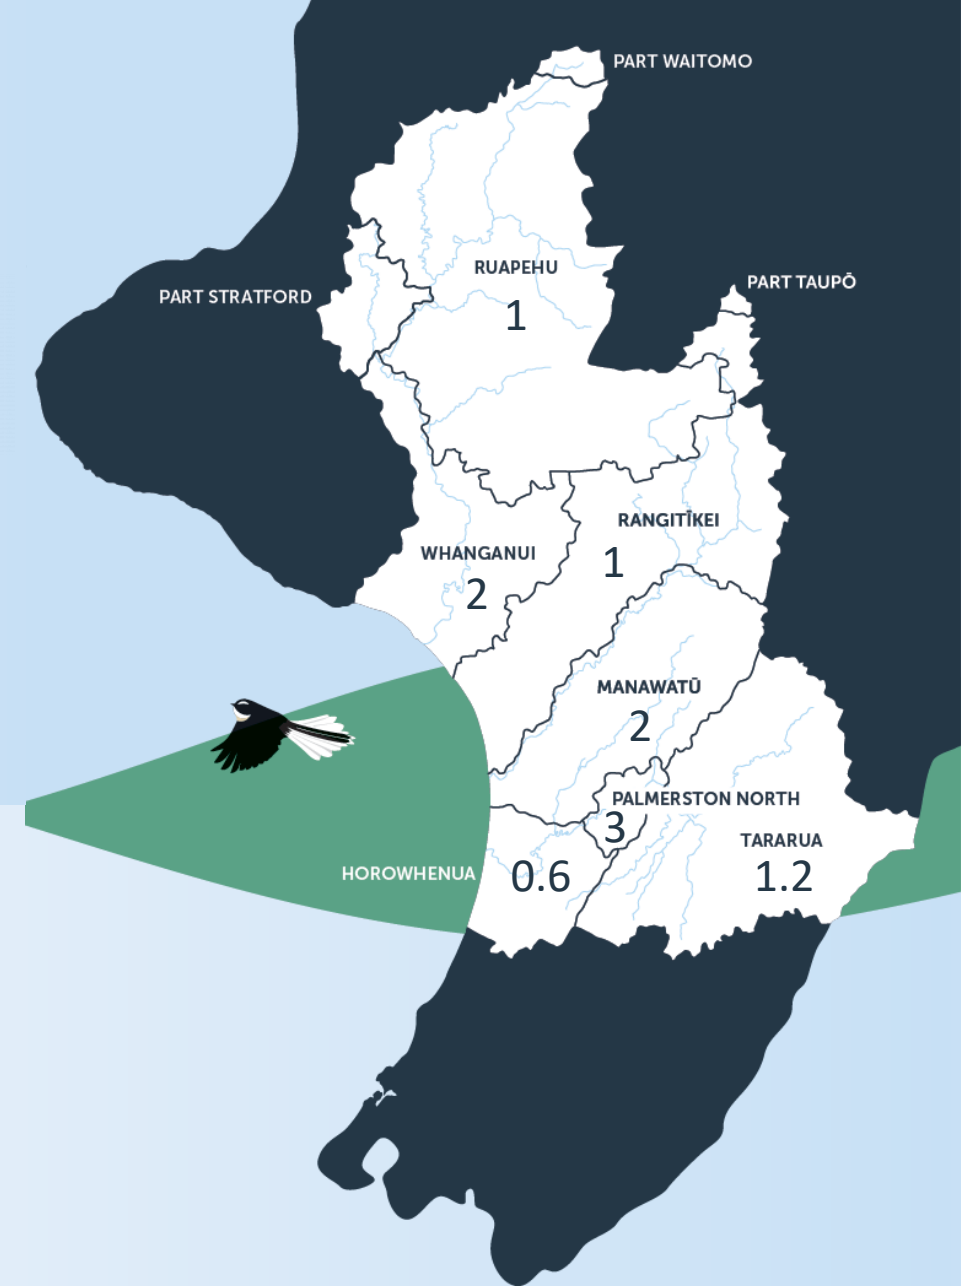 PART WAITOMO
RUAPEHU
1
PART TAUPŌ
PART STRATFORD
RANGITĪKEI
1
WHANGANUI
2
MANAWATŪ
2
PALMERSTON NORTH
3
TARARUA
1.2
HOROWHENUA
0.6